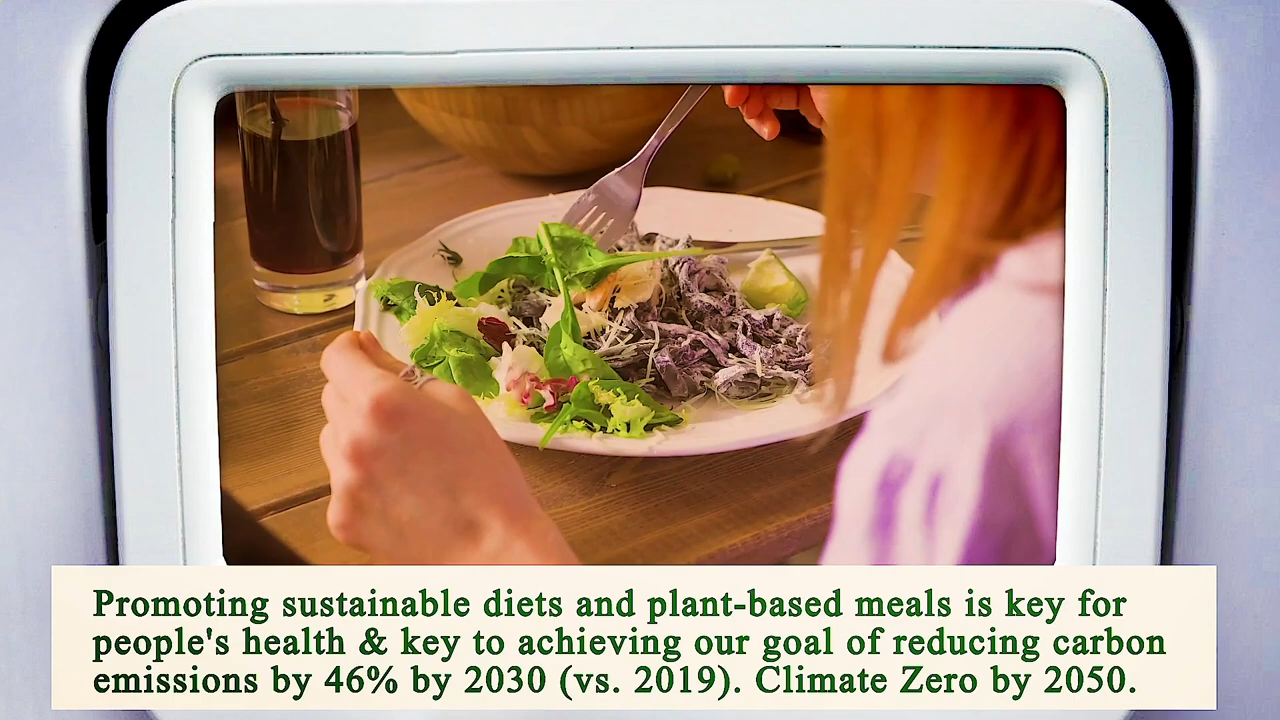 Promoting sustainable diets and plant-based meals is key for
people's health & key to achieving our goal of reducing carbon
emissions by 46% by 2030 (vs. 2019). Climate Zero by 2050.